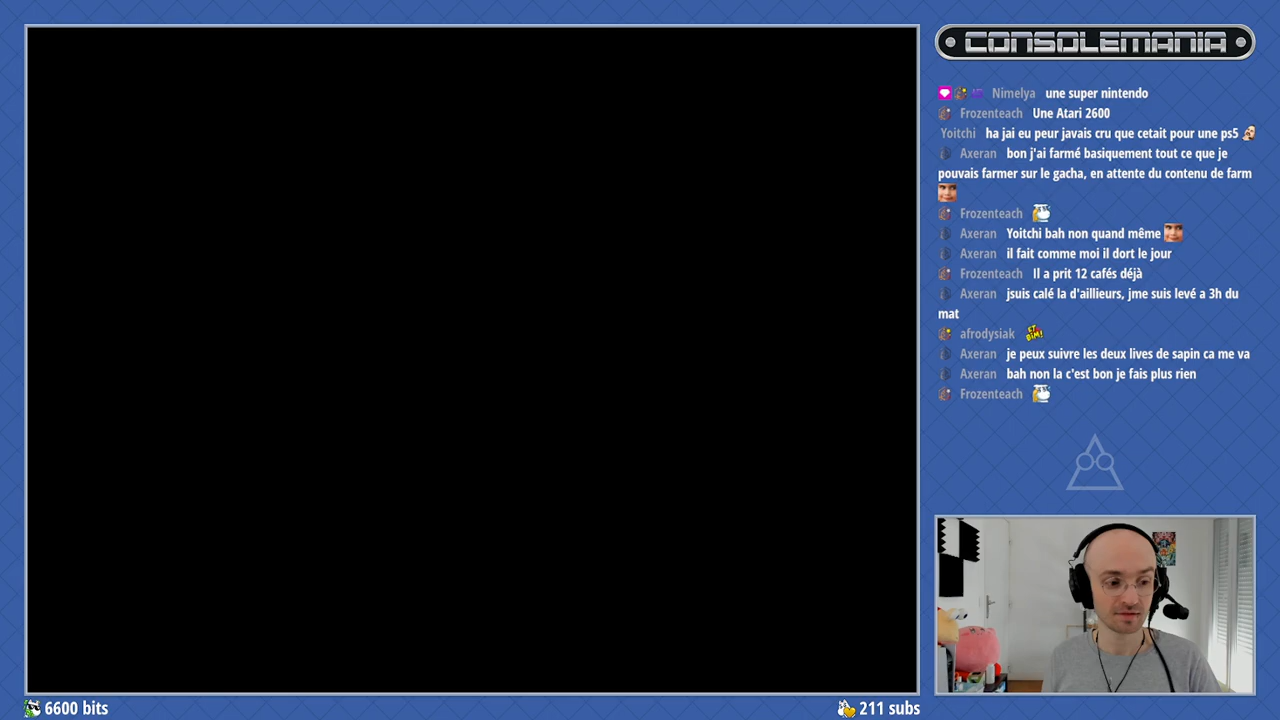 CONSOLEMANIA
Nimelya une super nintendo
Frozenteach Une Atari 2600
Yoitchi ha jai eu peur javais cru que cetait pour une ps5
Axeran bon j'ai farmé basiquement tout ce que je
pouvais farmer sur le gacha, en attente du contenu de farm
Frozenteach
Axeran Yoitchi bah non quand même
Axeran il fait comme moi il dort le jour
Frozenteach Il a prit 12 cafés déjà
Axeran jsuis calé la d'aillieurs, jme suis levé a 3h du
mat
afrodysiak ET BIM!
Axeran je peux suivre les deux lives de sapin ca me va
Axeran bah non la c'est bon je fais plus rien
Frozenteach
6600 bits
211 subs